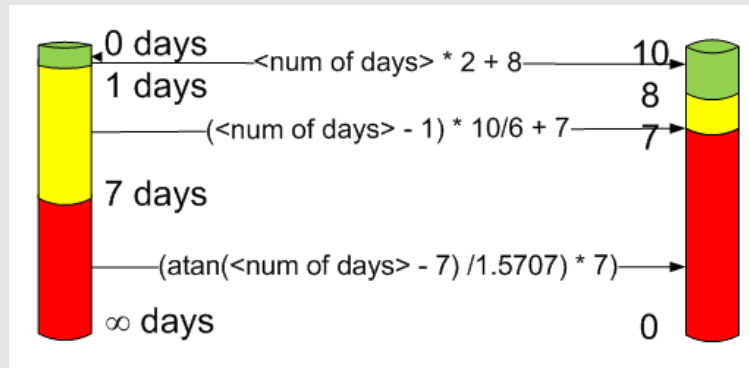 0 days
<num of days> * 2 + 8
10
1 days
8
(<num of days> - 1) * 10/6 + 7
7
7 days
(atan(<num of days> - 7) /1.5707) * 7)
∞ days
0